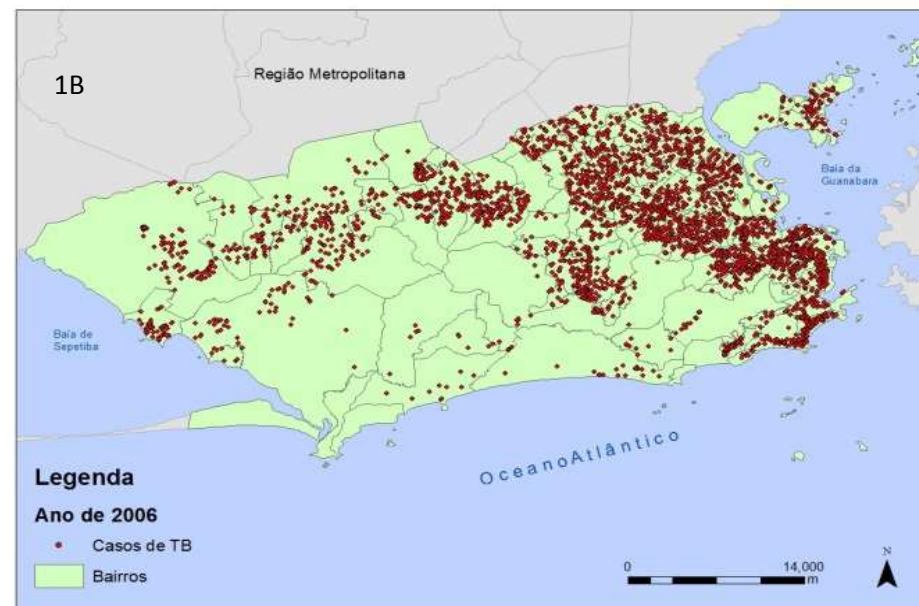 1B
Região Metropolitana
Baía da
Guanabara
Baía de
Sepetiba
OceanoAtlântico
Legenda
Ano de 2006
Casos de TB
Bairros
0 14,000
m
N